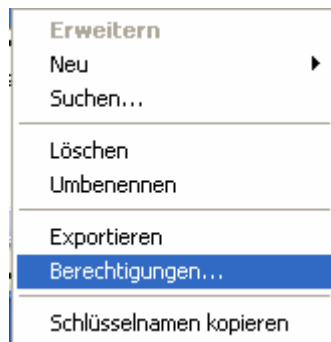 Erweitern
Neu
Suchen...
Löschen
Umbenennen
Exportieren
Berechtigungen...
Schlüsselnamen kopieren